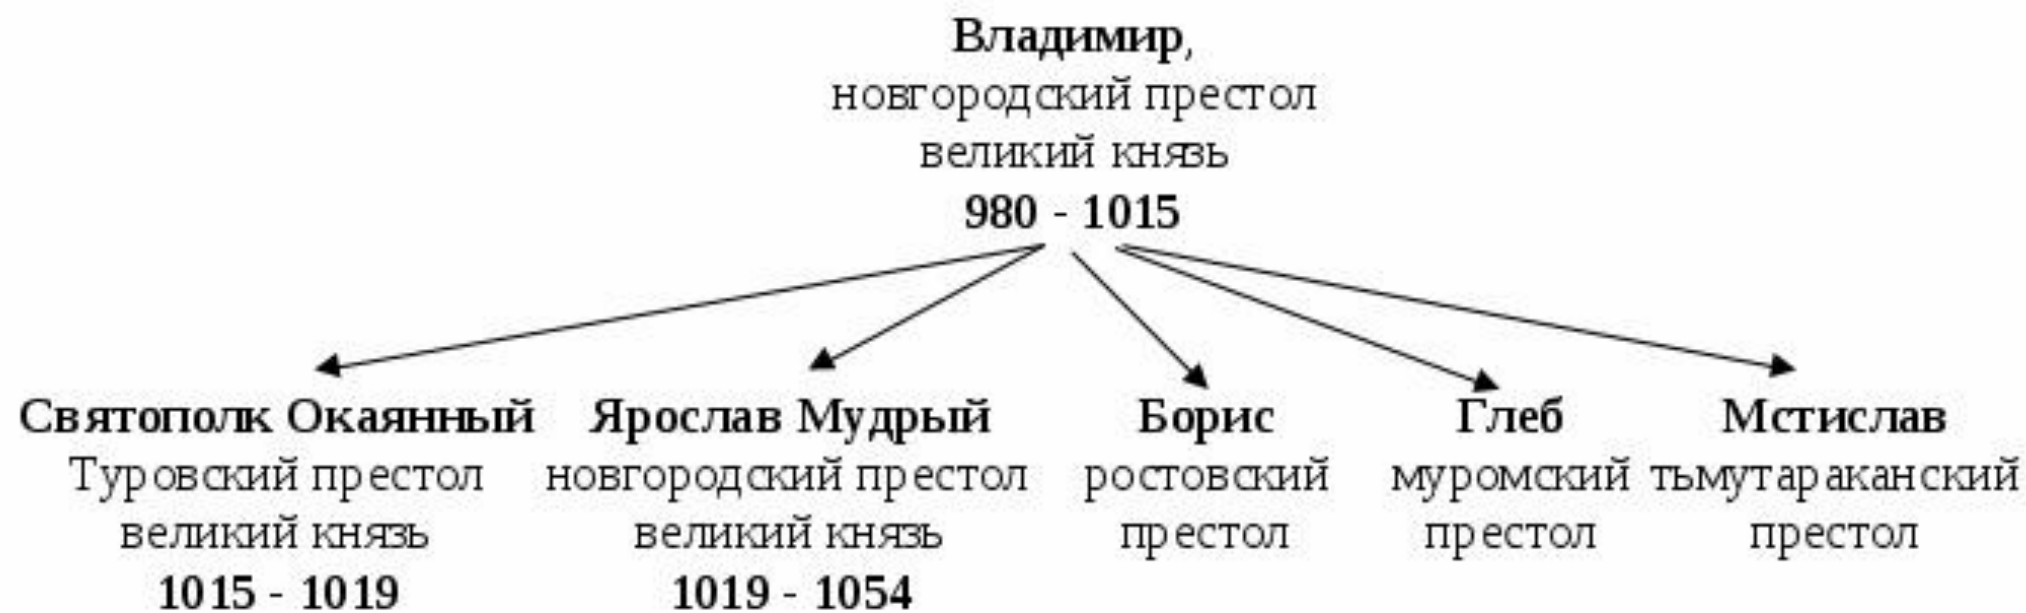 Владимир,
новгородский престол
великий князь
980 - 1015
Святополк Окаянный
Туровский престол
великий князь
1015 - 1019
Ярослав Мудрый
новгородский престол
великий князь
1019 - 1054
Борис
ростовский
престол
Глеб
муромский
престол
Мстислав
тьмутараканский
престол